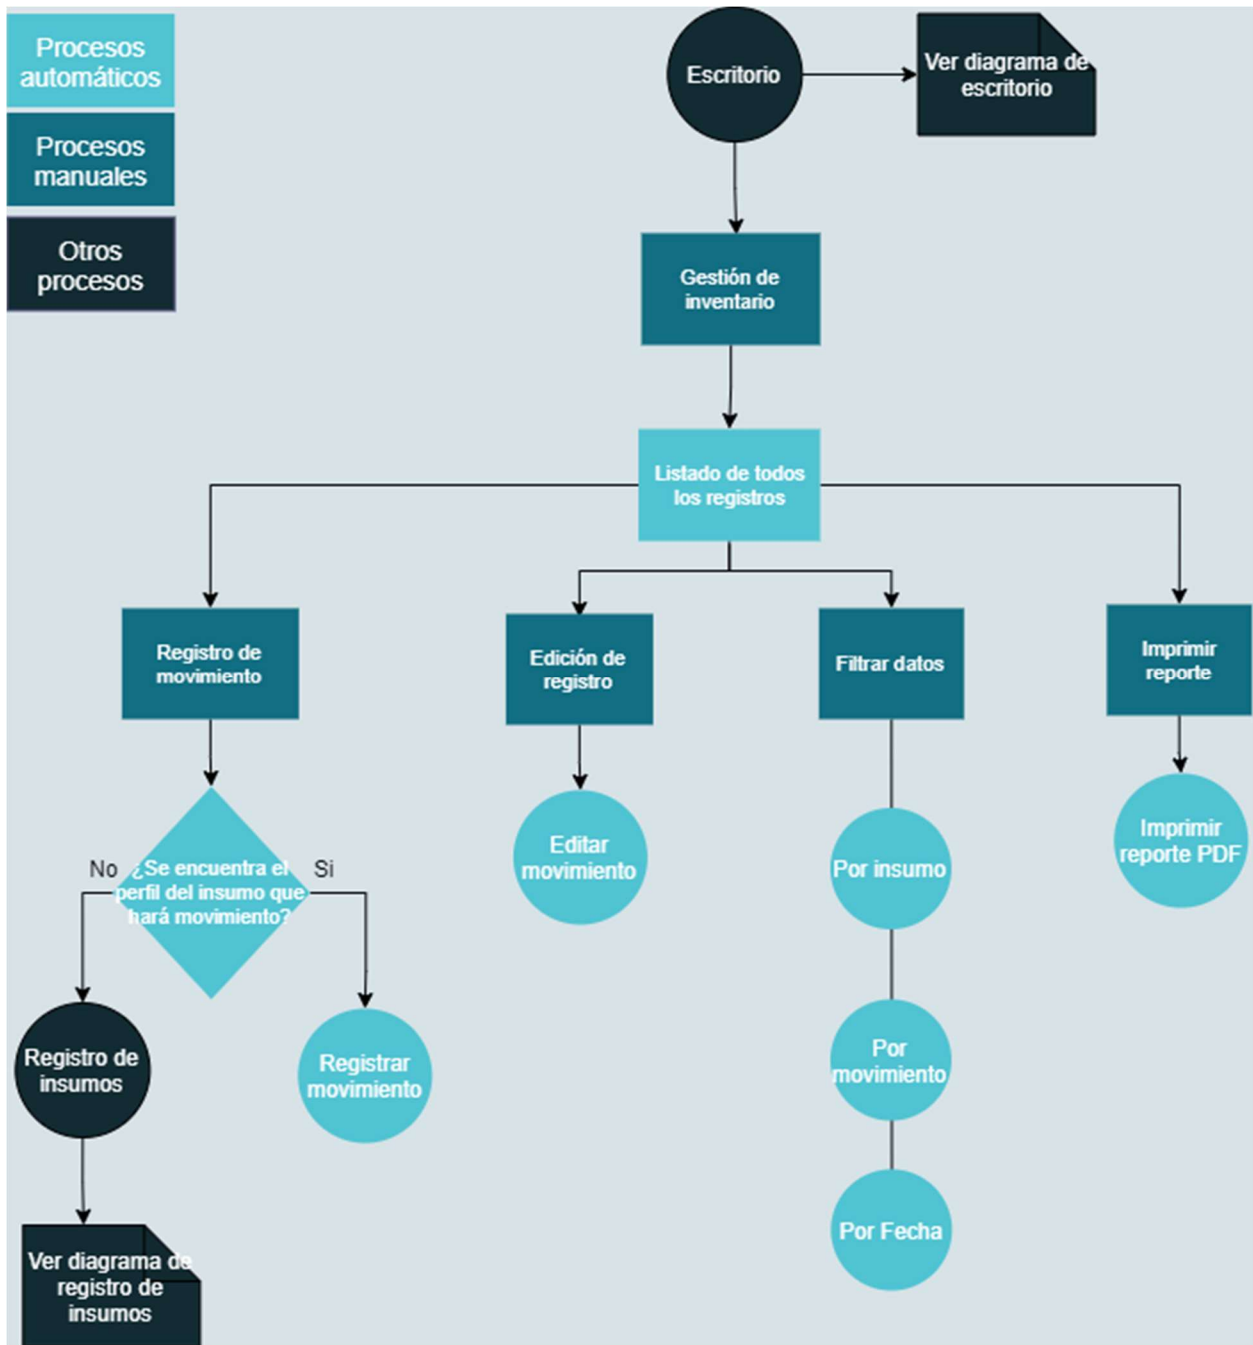 Procesos
automáticos
Procesos
manuales
Otros
procesos
Escritorio
Ver diagrama de
escritorio
Gestión de
inventario
Listado de todos
los registros
Registro de
movimiento
Edición de
registro
Filtrar datos
Imprimir
reporte
No
¿Se encuentra el
perfil del insumo que
hará movimiento?
Si
Editar
movimiento
Por insumo
Imprimir
reporte PDF
Registro de
insumos
Registrar
movimiento
Por
movimiento
Por Fecha
Ver diagrama de
registro de
insumos